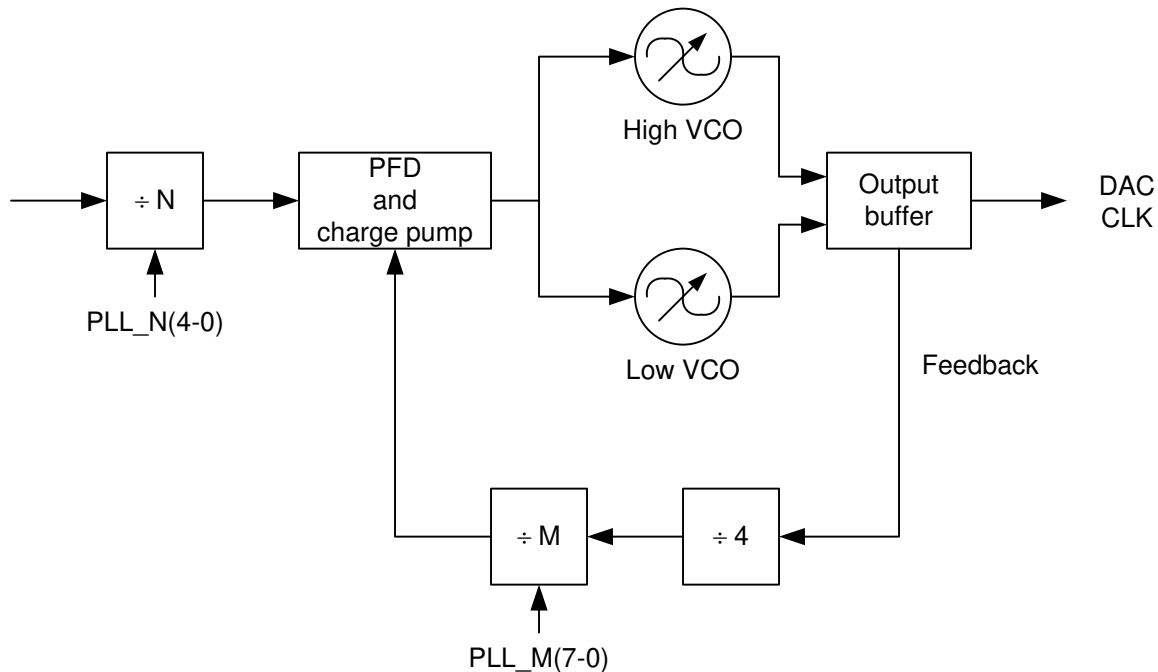 High VCO
÷ N
PFD
and
charge pump
Output
buffer
DAC
CLK
PLL_N(4-0)
Low VCO
Feedback
÷ M
÷ 4
PLL_M(7-0)